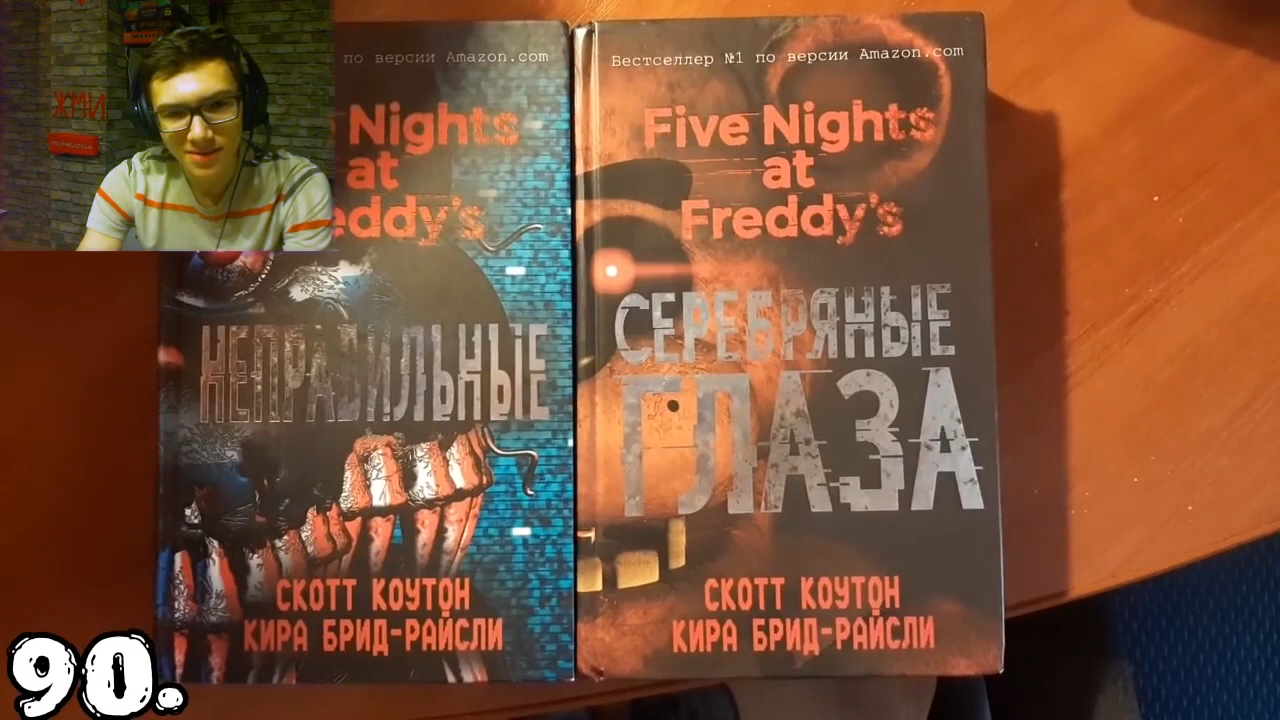 ЖМИ
по версии Amazon.com
Nights
at
eddy's
НЕПРАВИЛЬНЫЕ
СКОТТ КОУТОН
КИРА БРИД-РАЙСЛИ
Бестселлер №1 по версии Amazon.com
Five Nights
at
Freddy's
СЕРЕБРЯНЫЕ
ГЛАЗА
СКОТТ КОУТОН
КИРА БРИД-РАЙСЛИ
90.